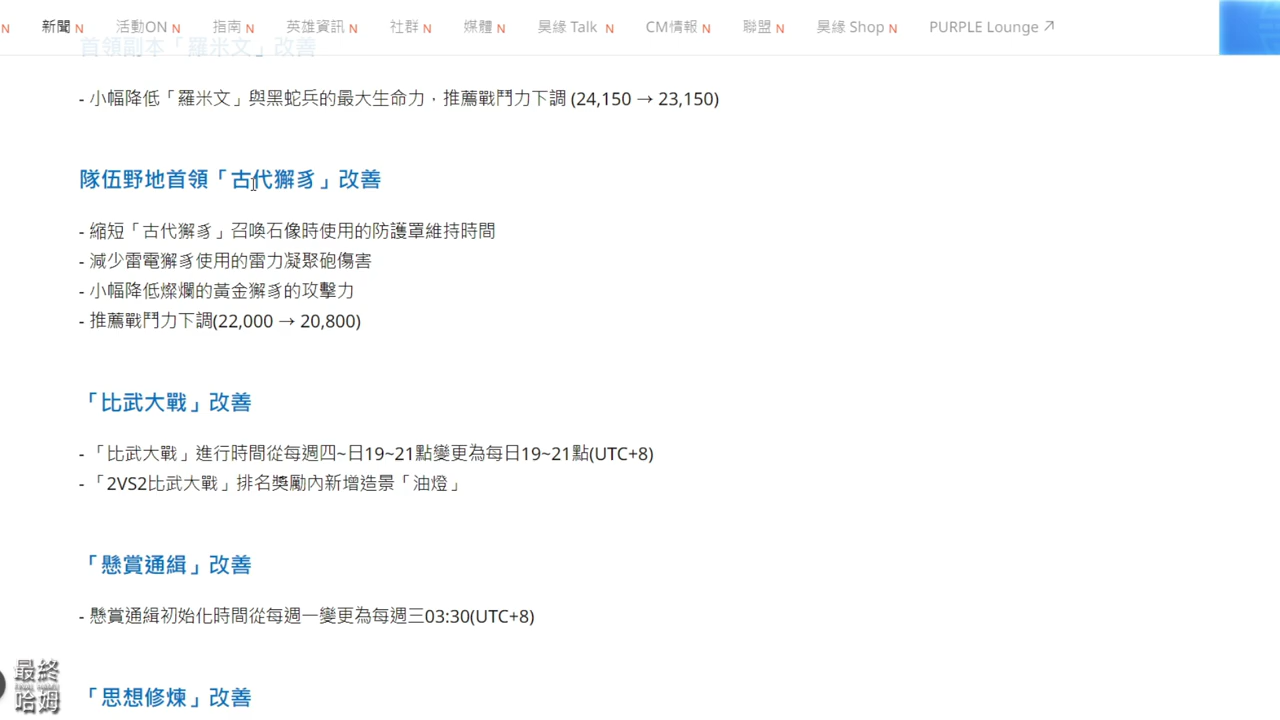 N 新聞 N 活動ON N 指南 N 英雄資訊 N 社群 N 媒體 N 昊緣 Talk N CM情報 N 聯盟 N 昊緣 Shop N PURPLE Lounge ↗
首領副本「羅米文」改善
- 小幅降低「羅米文」與黑蛇兵的最大生命力，推薦戰鬥力下調 (24,150 → 23,150)
隊伍野地首領「古代獬豸」改善
- 縮短「古代獬豸」召喚石像時使用的防護罩維持時間
- 減少雷電獬豸使用的雷力凝聚砲傷害
- 小幅降低燦爛的黃金獬豸的攻擊力
- 推薦戰鬥力下調(22,000 → 20,800)
「比武大戰」改善
- 「比武大戰」進行時間從每週四~日19~21點變更為每日19~21點(UTC+8)
- 「2VS2比武大戰」排名獎勵內新增造景「油燈」
「懸賞通緝」改善
- 懸賞通緝初始化時間從每週一變更為每週三03:30(UTC+8)
「思想修煉」改善
最終
哈姆